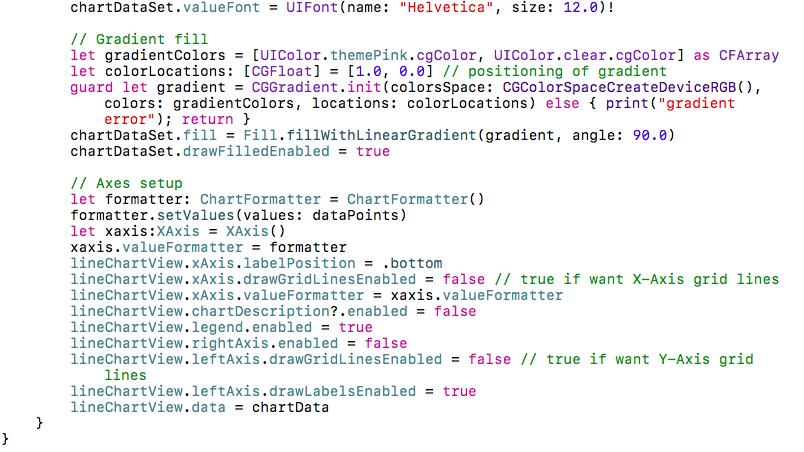 chartDataSet.valueFont = UIFont(name: "Helvetica", size: 12.0)!
// Gradient fill
let gradientColors = [UIColor.themePink.cgColor, UIColor.clear.cgColor] as CFArray
let colorLocations: [CGFloat] = [1.0, 0.0] // positioning of gradient
guard let gradient = CGGradient.init(colorsSpace: CGColorSpaceCreateDeviceRGB(),
colors: gradientColors, locations: colorLocations) else { print("gradient
error"); return }
chartDataSet.fill = Fill.fillWithLinearGradient(gradient, angle: 90.0)
chartDataSet.drawFilledEnabled = true
// Axes setup
let formatter: ChartFormatter = ChartFormatter()
formatter.setValues(values: dataPoints)
let xaxis:XAxis = XAxis()
xaxis.valueFormatter = formatter
lineChartView.xAxis.labelPosition = .bottom
lineChartView.xAxis.drawGridLinesEnabled = false // true if want X-Axis grid lines
lineChartView.xAxis.valueFormatter = xaxis.valueFormatter
lineChartView.chartDescription?.enabled = false
lineChartView.legend.enabled = true
lineChartView.rightAxis.enabled = false
lineChartView.leftAxis.drawGridLinesEnabled = false // true if want Y-Axis grid
lines
lineChartView.leftAxis.drawLabelsEnabled = true
lineChartView.data = chartData
}
}